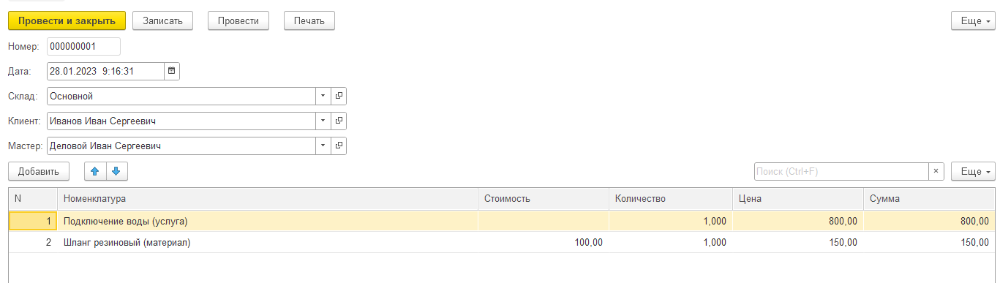 Провести и закрыть Записать Провести Печать Еще
Номер: 000000001
Дата: 28.01.2023 9:16:31
Склад: Основной
Клиент: Иванов Иван Сергеевич
Мастер: Деловой Иван Сергеевич
Добавить Поиск (Ctrl+F) × Еще
N Номенклатура Стоимость Количество Цена Сумма
1 Подключение воды (услуга) 1,000 800,00 800,00
2 Шланг резиновый (материал) 100,00 1,000 150,00 150,00